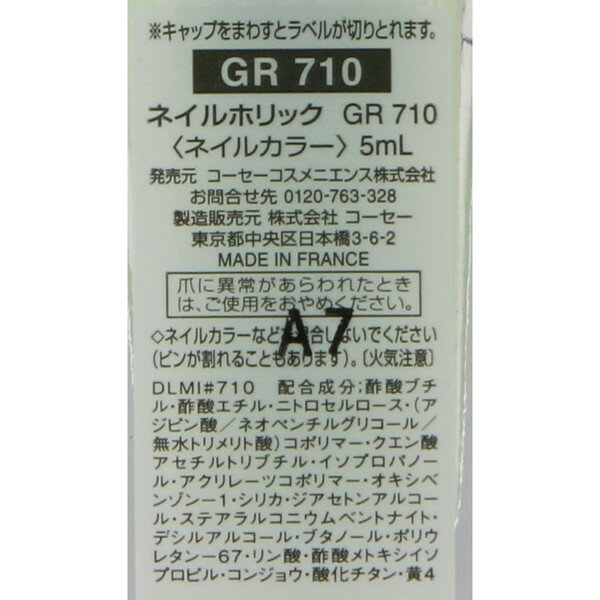 ※キャップをまわすとラベルが切りとれます。
GR 710
ネイルホリック GR 710
〈ネイルカラー〉5mL
発売元 コーセーコスメニエンス株式会社
お問合せ先 0120-763-328
製造販売元 株式会社 コーセー
東京都中央区日本橋3-6-2
MADE IN FRANCE
爪に異常があらわれたとき
は、ご使用をおやめください。
A7
◇ネイルカラーなど 混合しないでください
(ビンが割れることもあります)。〔火気注意〕
DLMI#710 配合成分;酢酸ブチ
ル・酢酸エチル・ニトロセルロース・(ア
ジピン酸/ネオペンチルグリコール/
無水トリメリト酸)コポリマー・クエン酸
アセチルトリブチル・イソプロパノー
ル・アクリレーツコポリマー・オキシベ
ンゾン-1・シリカ・ジアセトンアルコー
ル・ステアラルコニウムベントナイト・
デシルアルコール・ブタノール・ポリウ
レタン-67・リン酸・酢酸メトキシイソ
プロピル・コンジョウ・酸化チタン・黄4